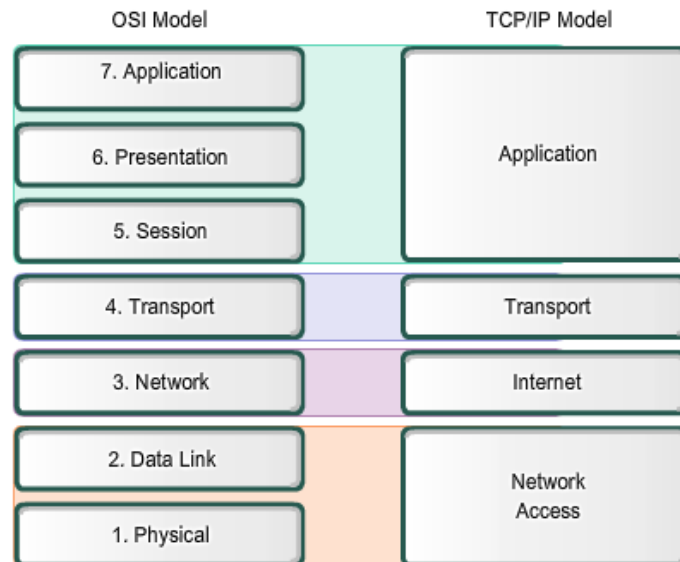 OSI Model
TCP/IP Model
7. Application
6. Presentation
5. Session
Application
4. Transport
Transport
3. Network
Internet
2. Data Link
1. Physical
Network
Access